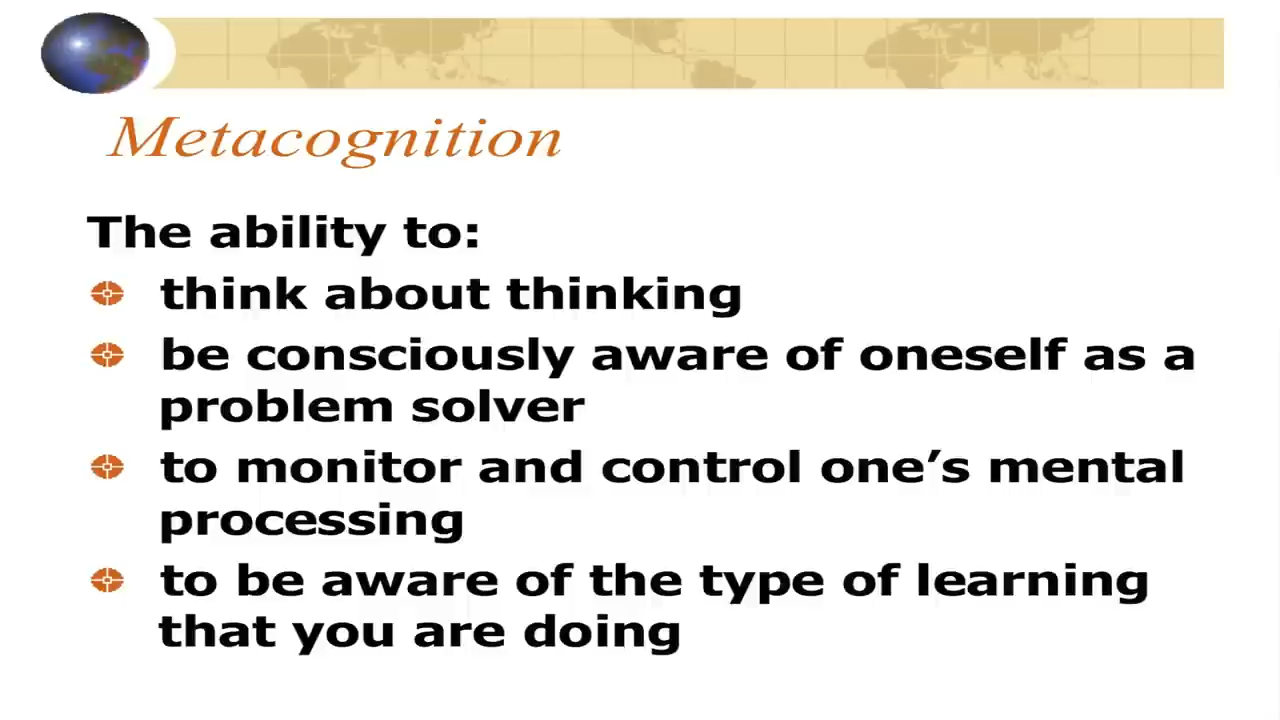 Metacognition
The ability to:
think about thinking
be consciously aware of oneself as a
problem solver
to monitor and control one’s mental
processing
to be aware of the type of learning
that you are doing